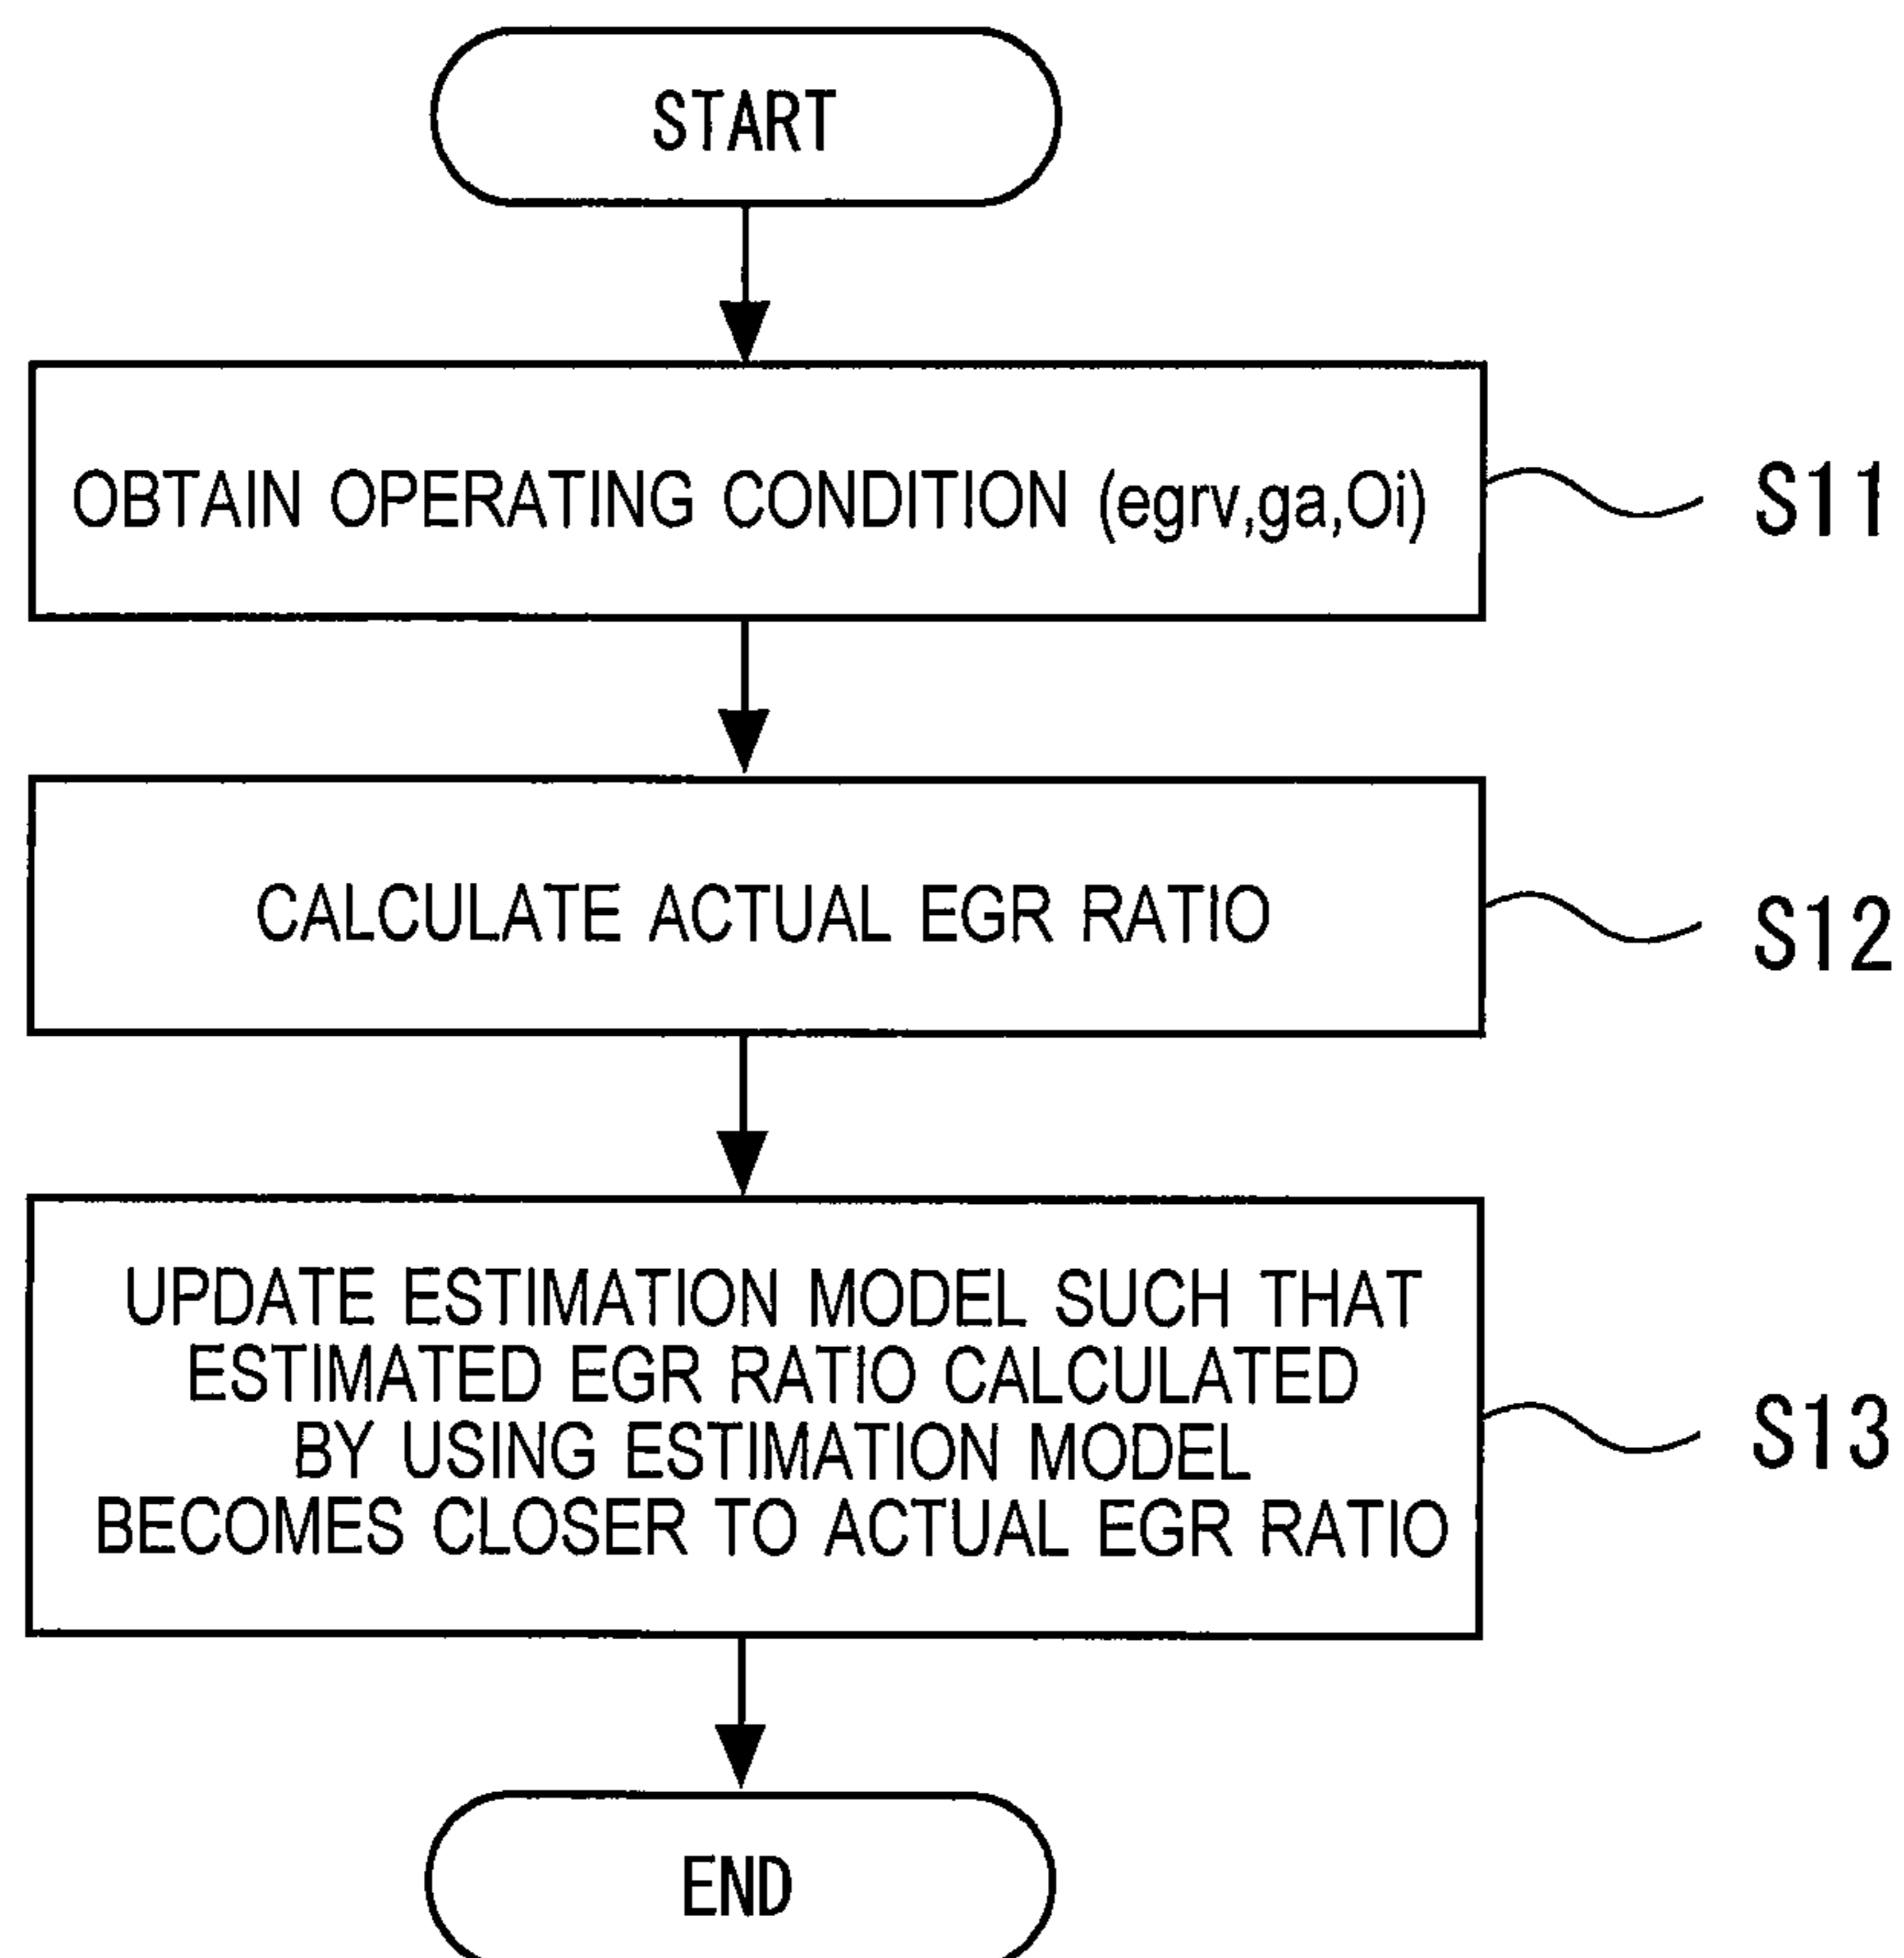 START
OBTAIN OPERATING CONDITION (egrv,ga,Oi)
S11
CALCULATE ACTUAL EGR RATIO
S12
UPDATE ESTIMATION MODEL SUCH THAT
ESTIMATED EGR RATIO CALCULATED
BY USING ESTIMATION MODEL
BECOMES CLOSER TO ACTUAL EGR RATIO
S13
END